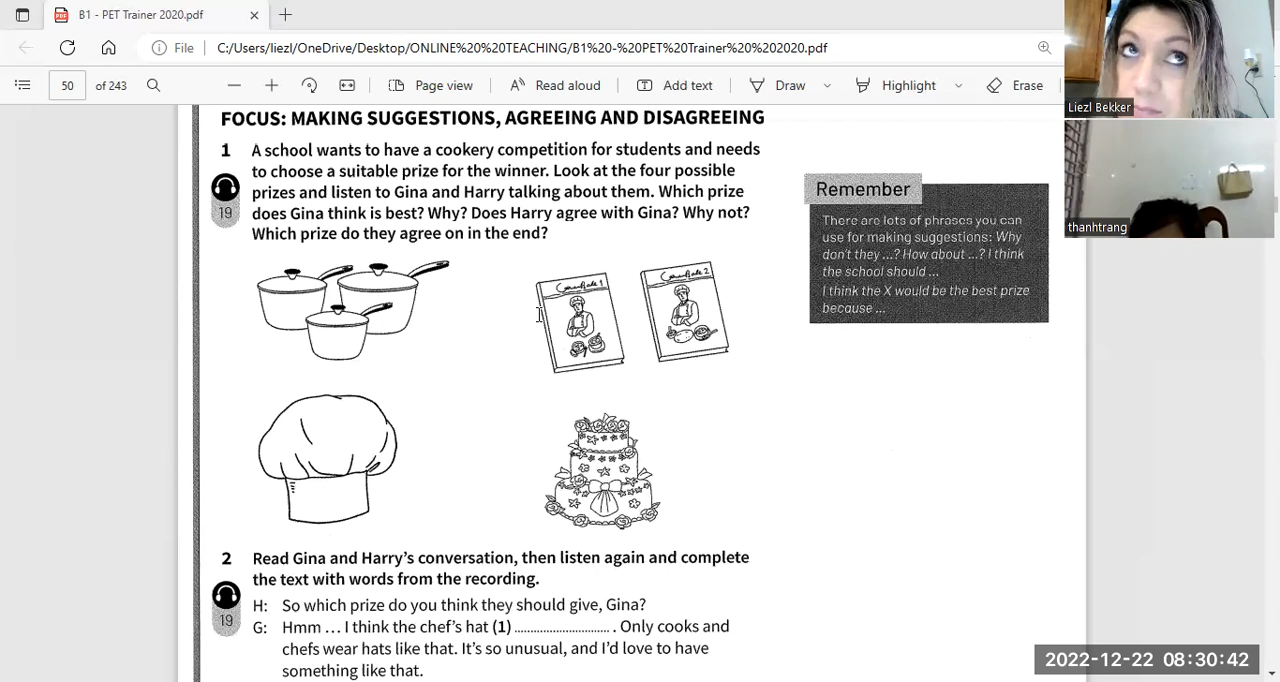 B1 - PET Trainer 2020.pdf
File
C:/Users/liezl/OneDrive/Desktop/ONLINE%20%20TEACHING/B1%20-%20PET%20Trainer%20%202020.pdf
50 of 243
Page view
Read aloud
Add text
Draw
Highlight
Erase
Liezl Bekker
thanhtrang
FOCUS: MAKING SUGGESTIONS, AGREEING AND DISAGREEING
1 A school wants to have a cookery competition for students and needs
to choose a suitable prize for the winner. Look at the four possible
prizes and listen to Gina and Harry talking about them. Which prize
19
does Gina think is best? Why? Does Harry agree with Gina? Why not?
Which prize do they agree on in the end?
Remember
There are lots of phrases you can
use for making suggestions: Why
don't they ...? How about ...? I think
the school should ...
I think the X would be the best prize
because ...
2 Read Gina and Harry's conversation, then listen again and complete
the text with words from the recording.
19
H: So which prize do you think they should give, Gina?
G: Hmm ... I think the chef's hat (1) ............................. . Only cooks and
chefs wear hats like that. It's so unusual, and I'd love to have
something like that.
2022-12-22 08:30:42